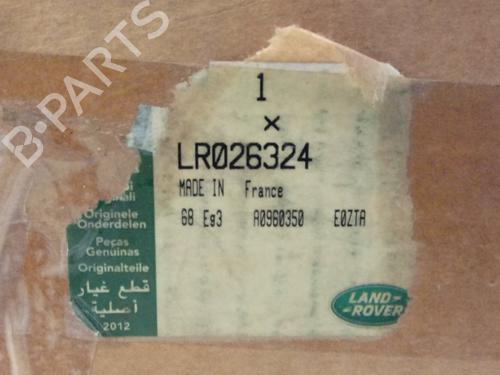 B-PARTS
1
×
LR026324
MADE IN France
68 Es3 A0960350 E0ZTA
Originele
Onderdelen
Peças
Genuínas
Originalteile
قطع غيار
أصلية
2012
LAND-
-ROVER